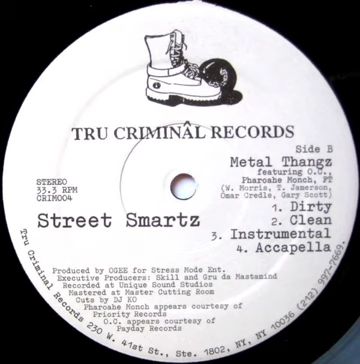 TRU CRIMINÂL RECORDS
Side B
Metal Thangz
featuring O.C.,
Pharoahe Monch, FT
(W. Morris, T. Jamerson,
Omar Credle, Gary Scott)
STEREO
33.3 RPM
CRIM004
Street Smartz
1. Dirty
2. Clean
3. Instrumental
4. Accapella
Produced by OGEE for Stress Mode Ent.
Executive Producers: Skill and Gru da Mastermind
Recorded at Unique Sound Studios
Mastered at Master Cutting Room
Cuts by DJ KO
Pharoahe Monch appears courtesy of
Priority Records
O.C. appears courtesy of
Payday Records
Tru Criminal Records 230 W. 41st St., Ste. 1802, NY, NY 10036 (212) 997-7669.